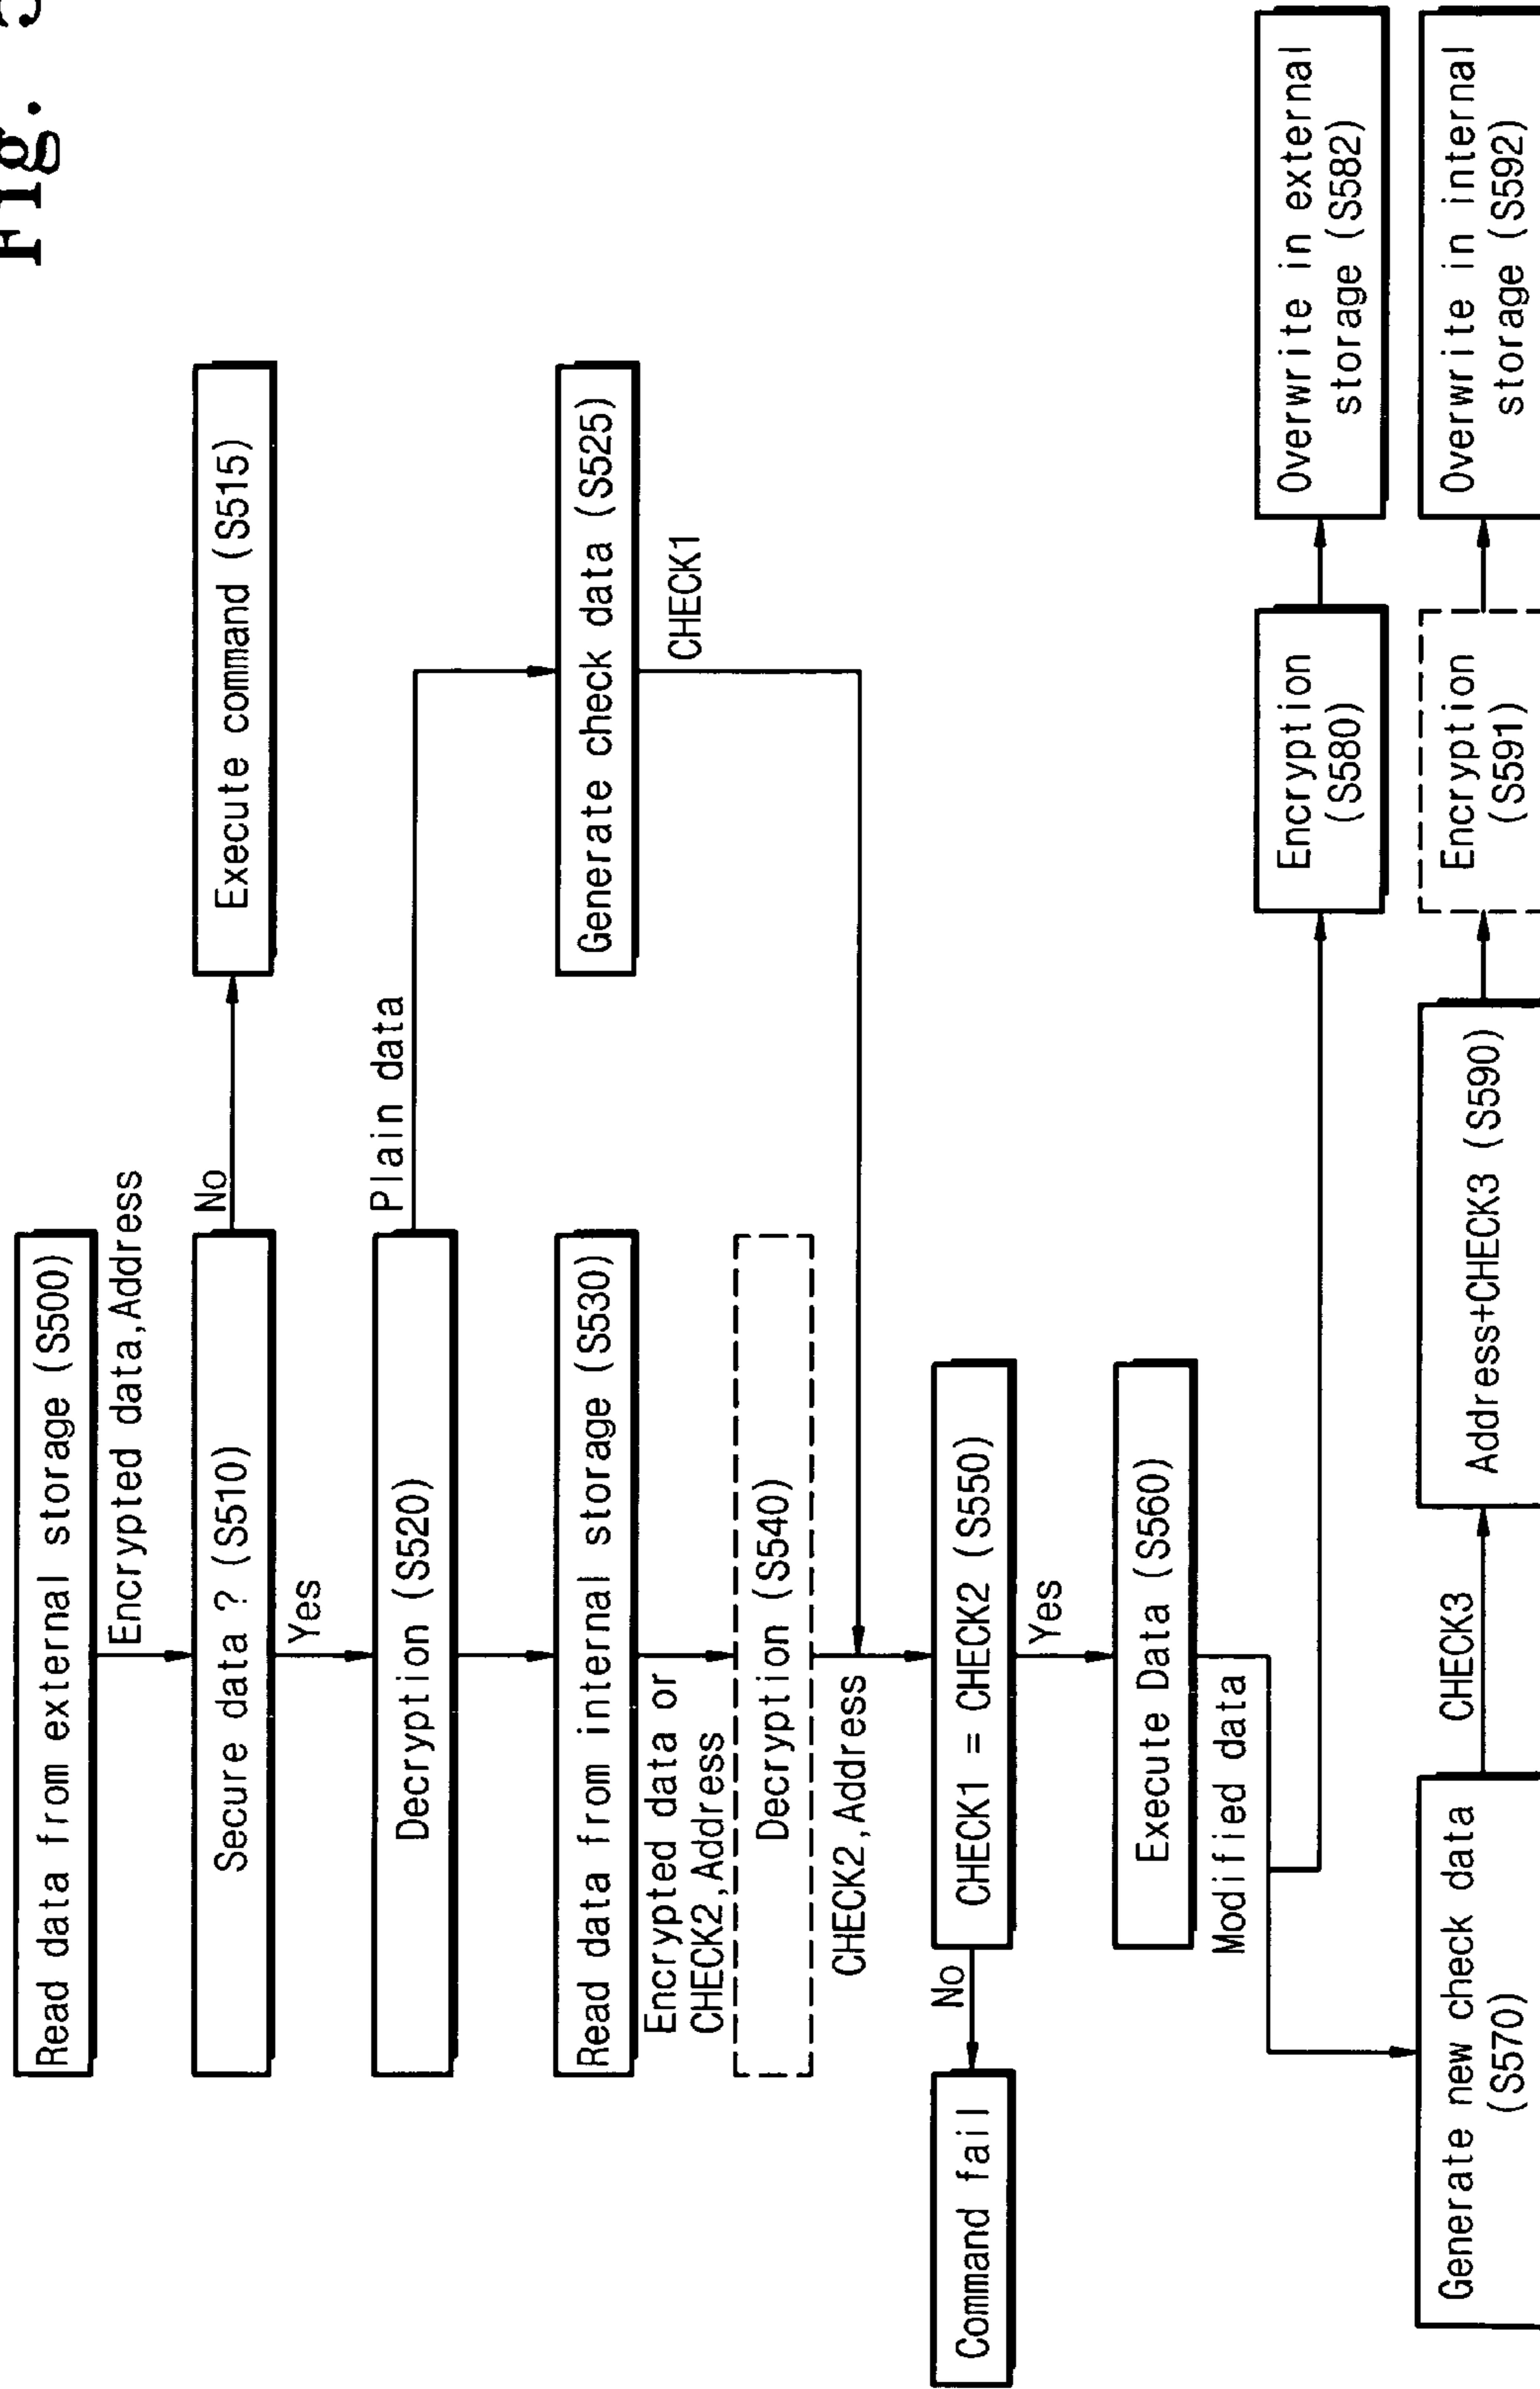 Fig. 5
Read data from external storage (S500)
Encrypted data,Address
Secure data ? (S510)
No
Execute command (S515)
Yes
Decryption (S520)
Plain data
Generate check data (S525)
CHECK1
Read data from internal storage (S530)
Encrypted data or
CHECK2,Address
Decryption (S540)
CHECK2,Address
CHECK1 = CHECK2 (S550)
No
Command fail
Yes
Execute Data (S560)
Modified data
Encryption
(S580)
Overwrite in external
storage (S582)
Generate new check data
(S570)
CHECK3
Address+CHECK3 (S590)
Encryption
(S591)
Overwrite in internal
storage (S592)